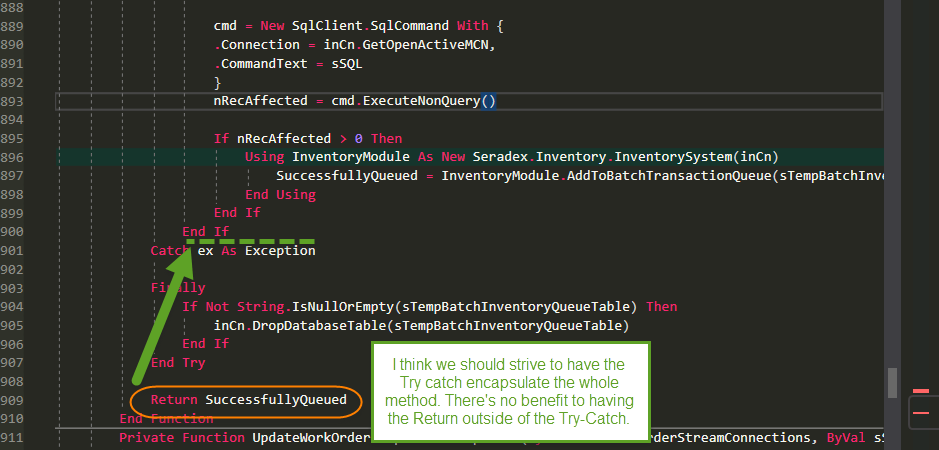 888
889 cmd = New SqlClient.SqlCommand With {
890 .Connection = inCn.GetOpenActiveMCN,
891 .CommandText = sSQL
892 }
893 nRecAffected = cmd.ExecuteNonQuery()
894
895 If nRecAffected > 0 Then
896 Using InventoryModule As New Seradex.Inventory.InventorySystem(inCn)
897 SuccessfullyQueued = InventoryModule.AddToBatchTransactionQueue(sTempBatchInve
898 End Using
899 End If
900 End If
901 Catch ex As Exception
902
903 Finally
904 If Not String.IsNullOrEmpty(sTempBatchInventoryQueueTable) Then
905 inCn.DropDatabaseTable(sTempBatchInventoryQueueTable)
906 End If
907 End Try
908
909 Return SuccessfullyQueued
910 End Function
911 Private Function UpdateWorkOrder rderStreamConnections, ByVal sS
I think we should strive to have the
Try catch encapsulate the whole
method. There's no benefit to having
the Return outside of the Try-Catch.